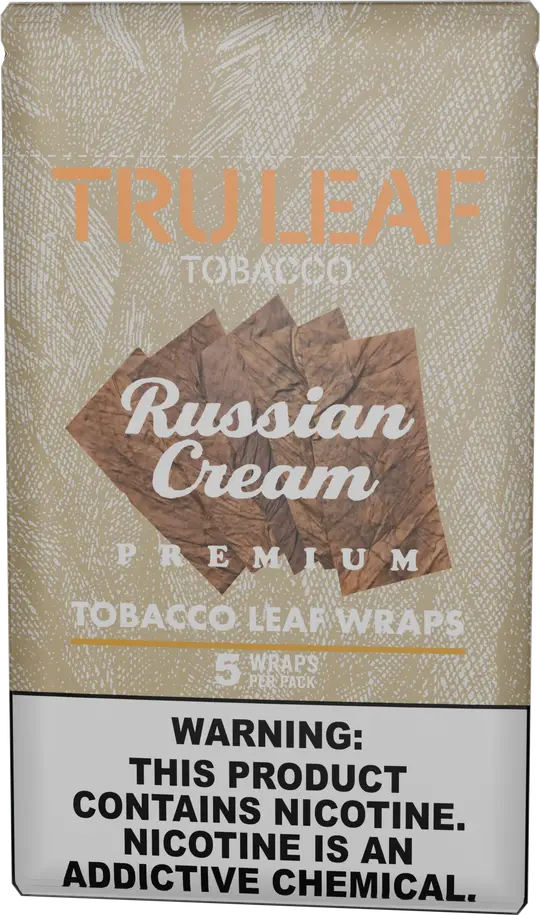 TRU LEAF
TOBACCO
Russian
Cream
PREMIUM
TOBACCO LEAF WRAPS
5 WRAPS
PER PACK
WARNING:
THIS PRODUCT
CONTAINS NICOTINE.
NICOTINE IS AN
ADDICTIVE CHEMICAL.